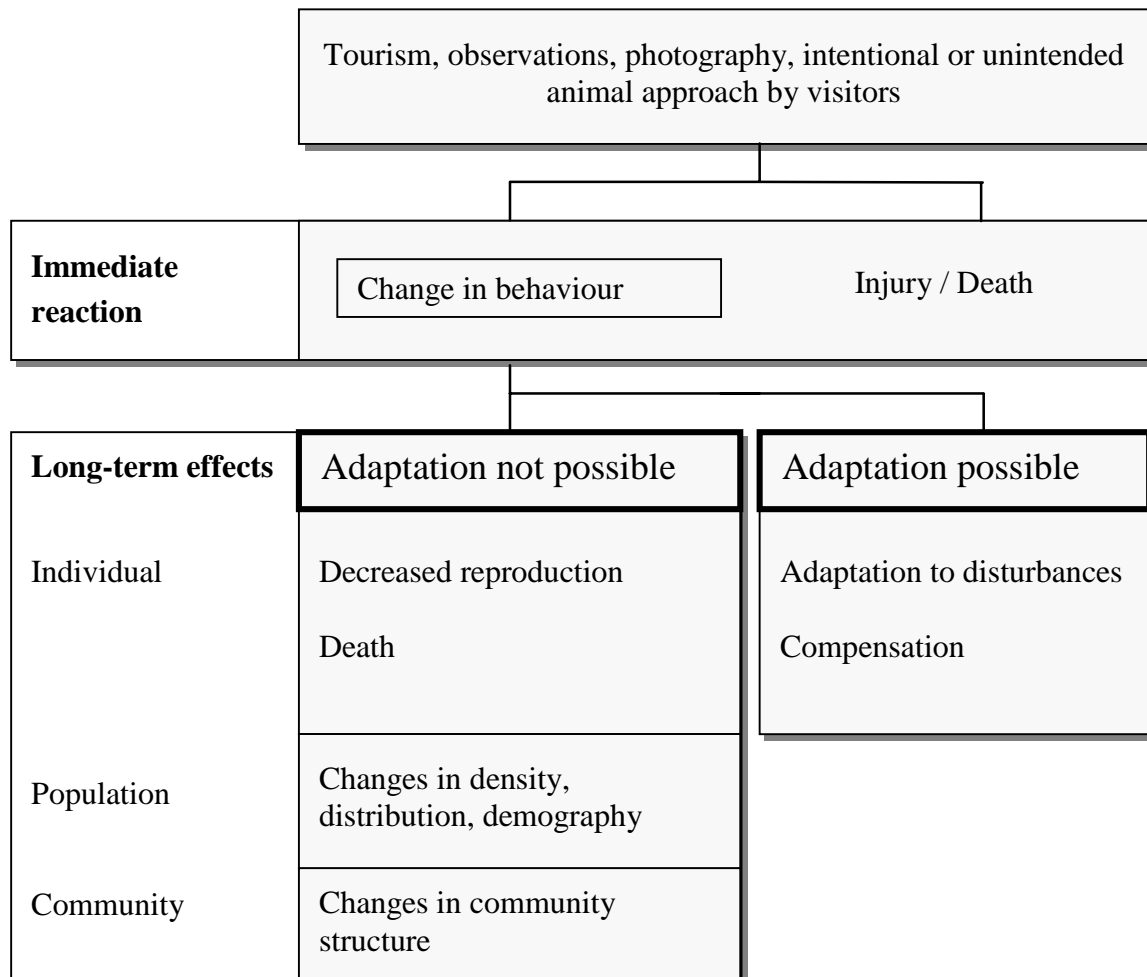 Tourism, observations, photography, intentional or unintended
animal approach by visitors
Immediate
reaction
Change in behaviour
Injury / Death
Long-term effects
Adaptation not possible
Adaptation possible
Individual
Decreased reproduction
Adaptation to disturbances
Death
Compensation
Population
Changes in density,
distribution, demography
Community
Changes in community
structure